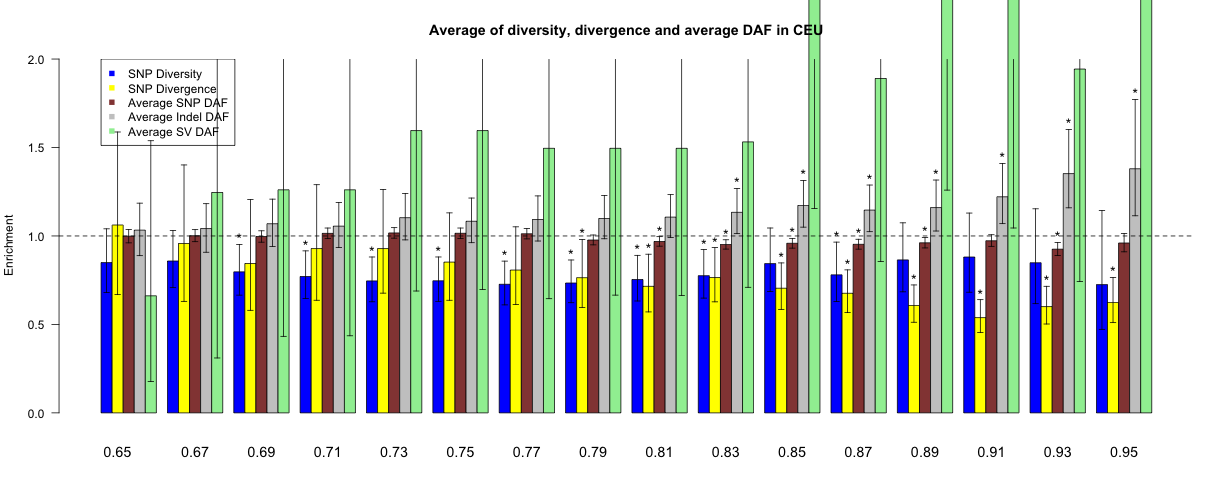 Average of diversity, divergence and average DAF in CEU
Enrichment
2.0
1.5
1.0
0.5
0.0
SNP Diversity
SNP Divergence
Average SNP DAF
Average Indel DAF
Average SV DAF
* * * * * * * * * * * * * * * * * * * * * * * * * * * * * * * * * *
0.65 0.67 0.69 0.71 0.73 0.75 0.77 0.79 0.81 0.83 0.85 0.87 0.89 0.91 0.93 0.95